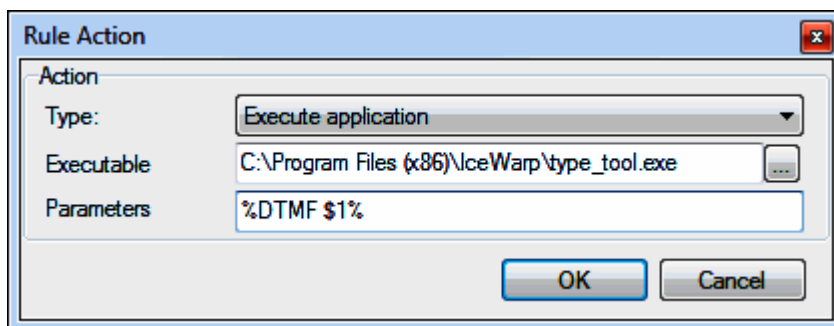 Rule Action
Action
Type: Execute application
Executable C:\Program Files (x86)\IceWarp\type_tool.exe ...
Parameters %DTMF $1%
OK Cancel